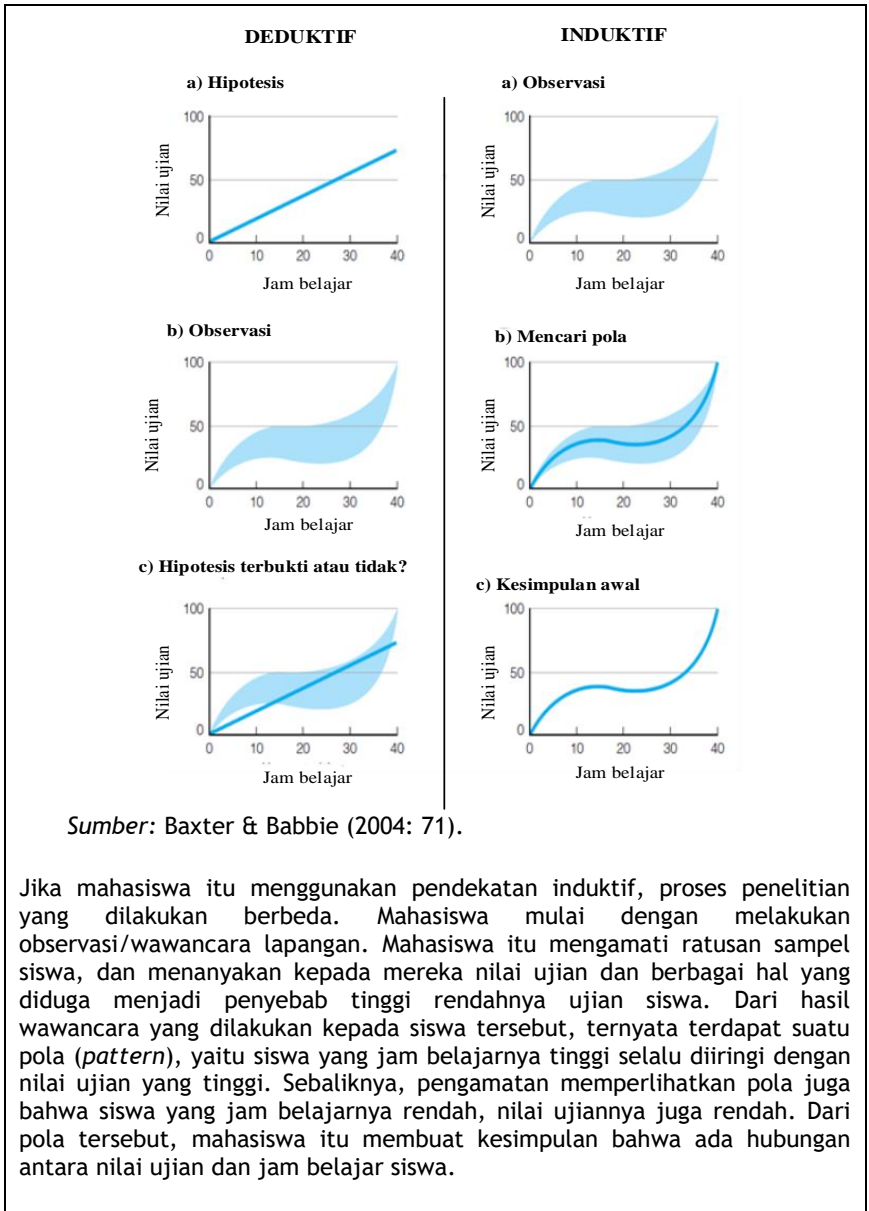 DEDUKTIF
a) Hipotesis
Nilai ujian
100
50
0
0 10 20 30 40
Jam belajar
b) Observasi
Nilai ujian
100
50
0
0 10 20 30 40
Jam belajar
c) Hipotesis terbukti atau tidak?
Nilai ujian
100
50
0
0 10 20 30 40
Jam belajar
INDUKTIF
a) Observasi
Nilai ujian
100
50
0
0 10 20 30 40
Jam belajar
b) Mencari pola
Nilai ujian
100
50
0
0 10 20 30 40
Jam belajar
c) Kesimpulan awal
Nilai ujian
100
50
0
0 10 20 30 40
Jam belajar
Sumber: Baxter & Babbie (2004: 71).
Jika mahasiswa itu menggunakan pendekatan induktif, proses penelitian
yang dilakukan berbeda. Mahasiswa mulai dengan melakukan
observasi/wawancara lapangan. Mahasiswa itu mengamati ratusan sampel
siswa, dan menanyakan kepada mereka nilai ujian dan berbagai hal yang
diduga menjadi penyebab tinggi rendahnya ujian siswa. Dari hasil
wawancara yang dilakukan kepada siswa tersebut, ternyata terdapat suatu
pola (pattern), yaitu siswa yang jam belajarnya tinggi selalu diiringi dengan
nilai ujian yang tinggi. Sebaliknya, pengamatan memperlihatkan pola juga
bahwa siswa yang jam belajarnya rendah, nilai ujiannya juga rendah. Dari
pola tersebut, mahasiswa itu membuat kesimpulan bahwa ada hubungan
antara nilai ujian dan jam belajar siswa.